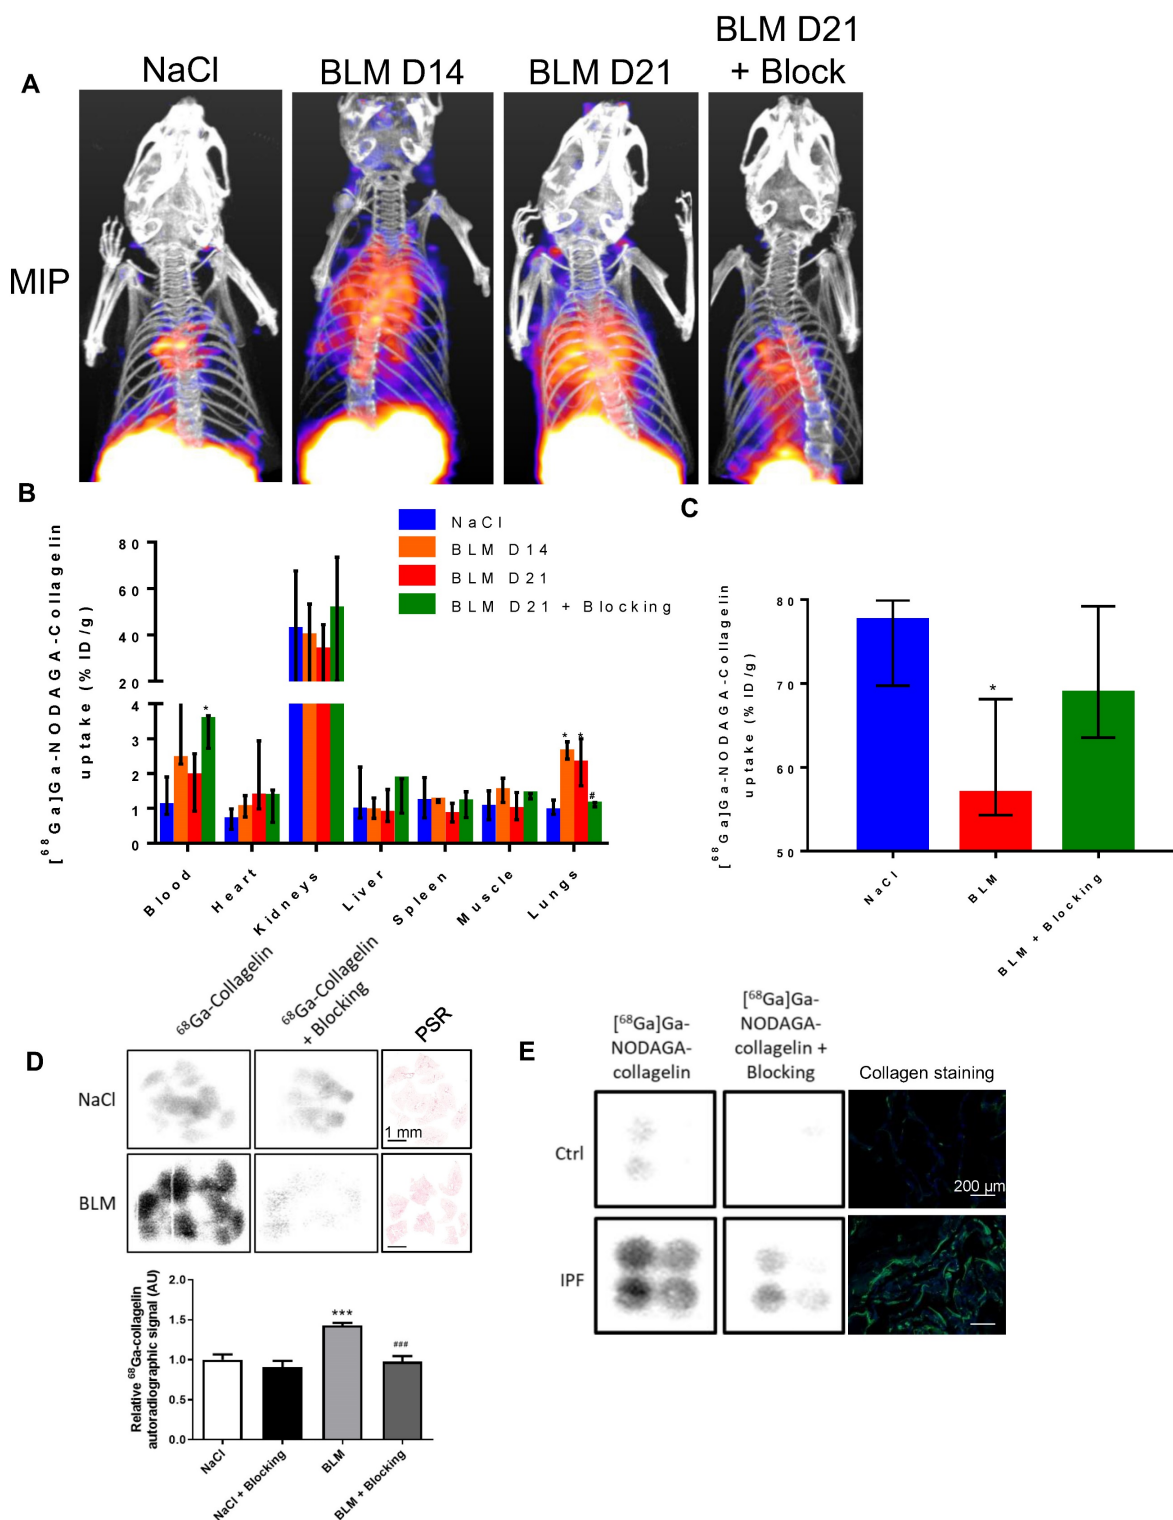 A
NaCl
BLM D14
BLM D21
BLM D21
+ Block
MIP
B
[⁶⁸Ga]Ga-NODAGA-Collagelin
uptake (% ID/g)
80
60
40
20
4
3
2
1
0
NaCl
BLM D14
BLM D21
BLM D21 + Blocking
*
*
*
#
Blood
Heart
Kidneys
Liver
Spleen
Muscle
Lungs
C
[⁶⁸Ga]Ga-NODAGA-Collagelin
uptake (% ID/g)
80
70
60
50
*
NaCl
BLM
BLM + Blocking
D
⁶⁸Ga-Collagelin
⁶⁸Ga-Collagelin
+ Blocking
PSR
NaCl
1 mm
BLM
Relative ⁶⁸Ga-collagelin
autoradiographic signal (AU)
2.0
1.5
1.0
0.5
0.0
***
###
NaCl
NaCl + Blocking
BLM
BLM + Blocking
E
[⁶⁸Ga]Ga-
NODAGA-
collagelin
[⁶⁸Ga]Ga-
NODAGA-
collagelin +
Blocking
Collagen staining
Ctrl
200 µm
IPF